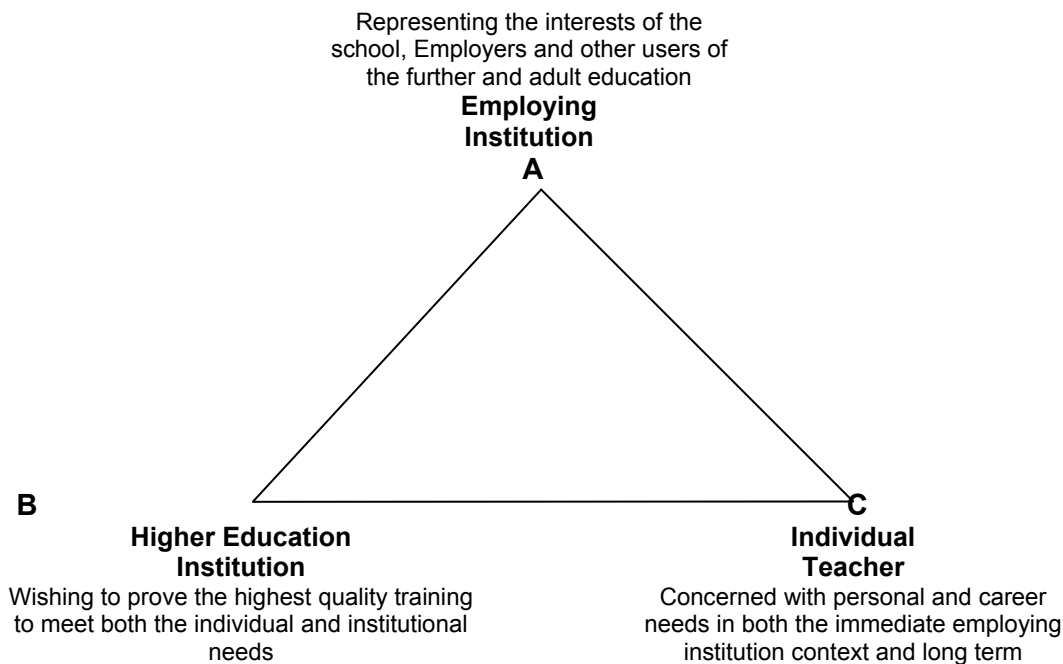 Representing the interests of the
school, Employers and other users of
the further and adult education
Employing
Institution
A
B
Higher Education
Institution
Wishing to prove the highest quality training
to meet both the individual and institutional
needs
C
Individual
Teacher
Concerned with personal and career
needs in both the immediate employing
institution context and long term